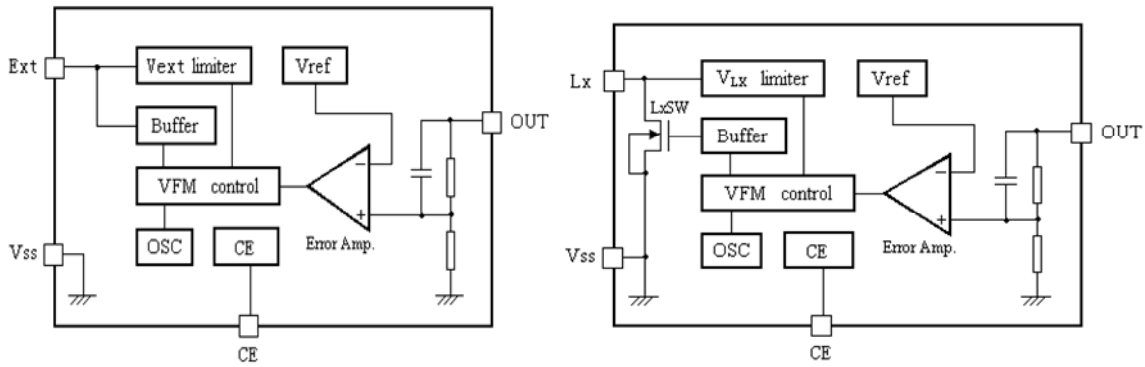 Ext
Vext limiter
Vref
Buffer
OUT
VFM control
−
+
Vss
OSC
CE
Error Amp.
CE
Lx
VLX limiter
Vref
LxSW
Buffer
OUT
VFM control
−
+
Vss
OSC
CE
Error Amp.
CE